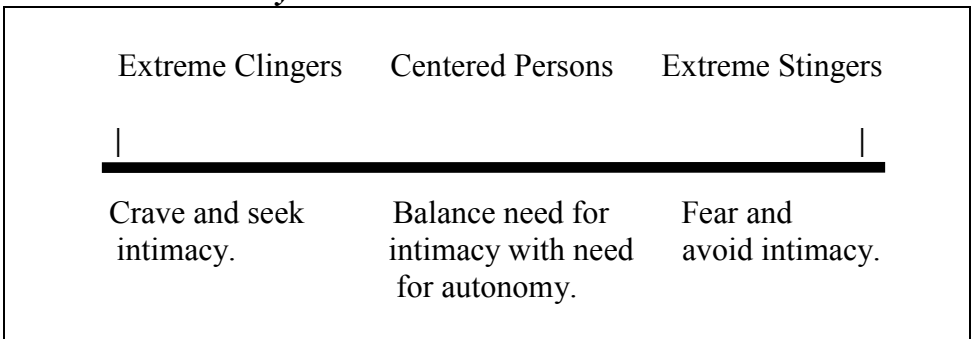 Extreme Clingers Centered Persons Extreme Stingers
Crave and seek
intimacy.
Balance need for
intimacy with need
for autonomy.
Fear and
avoid intimacy.